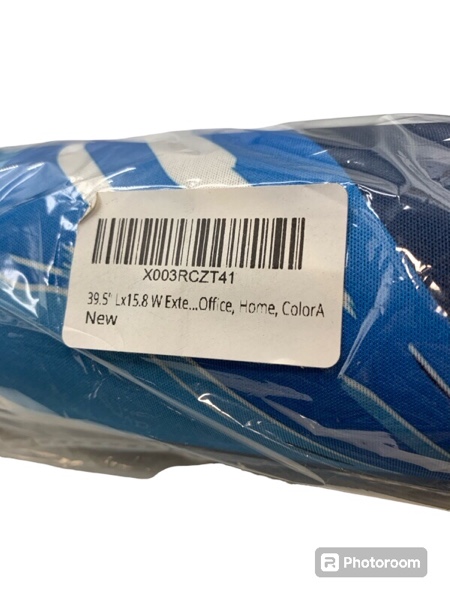 X003RCZT41
39.5" Lx15.8 W Exte...Office, Home, ColorA
New
Photoroom